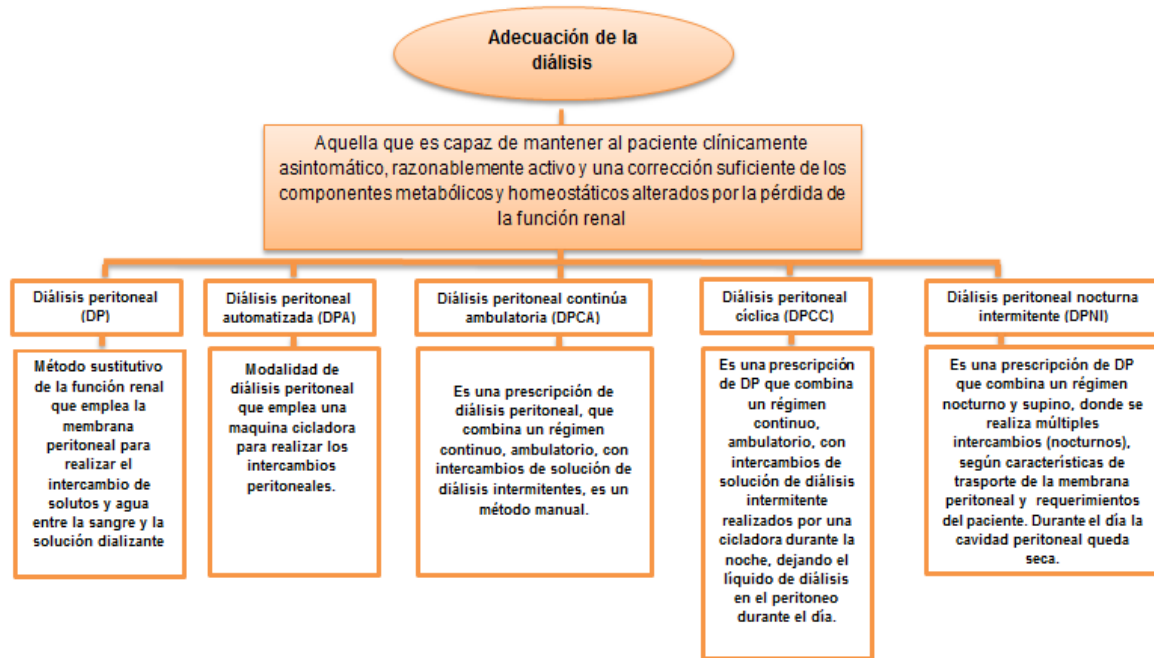 Adecuación de la
diálisis
Aquella que es capaz de mantener al paciente clínicamente
asintomático, razonablemente activo y una corrección suficiente de los
componentes metabólicos y homeostáticos alterados por la pérdida de
la función renal
Diálisis peritoneal
(DP)
Diálisis peritoneal
automatizada (DPA)
Diálisis peritoneal continúa
ambulatoria (DPCA)
Diálisis peritoneal
cíclica (DPCC)
Diálisis peritoneal nocturna
intermitente (DPNI)
Método sustitutivo
de la función renal
que emplea la
membrana
peritoneal para
realizar el
intercambio de
solutos y agua
entre la sangre y la
solución dializante
Modalidad de
diálisis peritoneal
que emplea una
maquina cicladora
para realizar los
intercambios
peritoneales.
Es una prescripción de
diálisis peritoneal, que
combina un régimen
continuo, ambulatorio, con
intercambios de solución de
diálisis intermitentes, es un
método manual.
Es una prescripción
de DP que combina
un régimen
continuo,
ambulatorio, con
intercambios de
solución de diálisis
intermitente
realizados por una
cicladora durante la
noche, dejando el
líquido de diálisis
en el peritoneo
durante el día.
Es una prescripción de DP
que combina un régimen
nocturno y supino, donde se
realiza múltiples
intercambios (nocturnos),
según características de
trasporte de la membrana
peritoneal y requerimientos
del paciente. Durante el día la
cavidad peritoneal queda
seca.